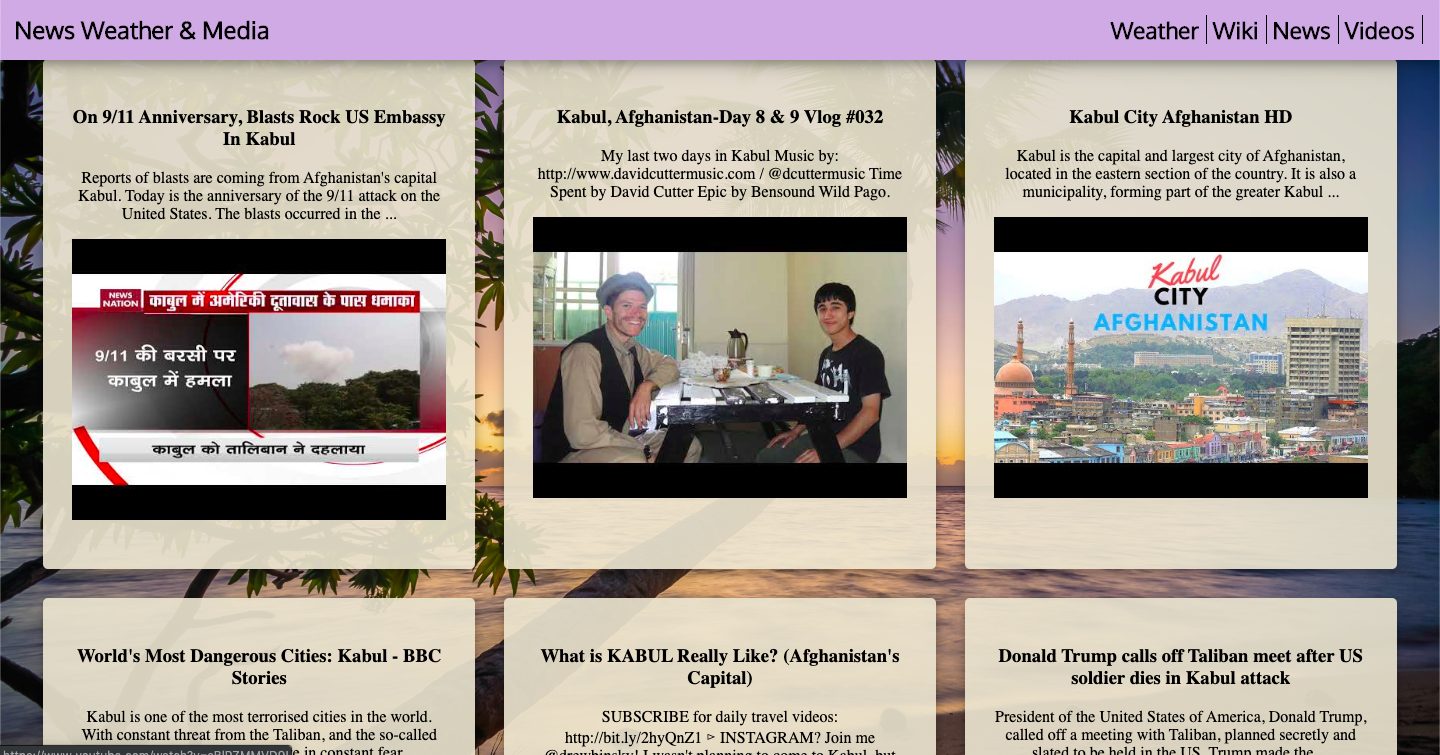 News Weather & Media
Weather
Wiki
News
Videos
On 9/11 Anniversary, Blasts Rock US Embassy
In Kabul
Reports of blasts are coming from Afghanistan's capital
Kabul. Today is the anniversary of the 9/11 attack on the
United States. The blasts occurred in the ...
NEWS
NATION
काबुल में अमेरिकी दूतावास के पास धमाका
9/11 की बरसी पर
काबुल में हमला
काबुल को तालिबान ने दहलाया
Kabul, Afghanistan-Day 8 & 9 Vlog #032
My last two days in Kabul Music by:
http://www.davidcuttermusic.com / @dcuttermusic Time
Spent by David Cutter Epic by Bensound Wild Pago.
Kabul City Afghanistan HD
Kabul is the capital and largest city of Afghanistan,
located in the eastern section of the country. It is also a
municipality, forming part of the greater Kabul ...
Kabul
CITY
AFGHANISTAN
World's Most Dangerous Cities: Kabul - BBC
Stories
Kabul is one of the most terrorised cities in the world.
With constant threat from the Taliban, and the so-called
in constant fear
What is KABUL Really Like? (Afghanistan's
Capital)
SUBSCRIBE for daily travel videos:
http://bit.ly/2hyQnZ1 ▹ INSTAGRAM? Join me
@drewbinsky! I wasn't planning to come to Kabul, but
Donald Trump calls off Taliban meet after US
soldier dies in Kabul attack
President of the United States of America, Donald Trump,
called off a meeting with Taliban, planned secretly and
slated to be held in the US. Trump made the